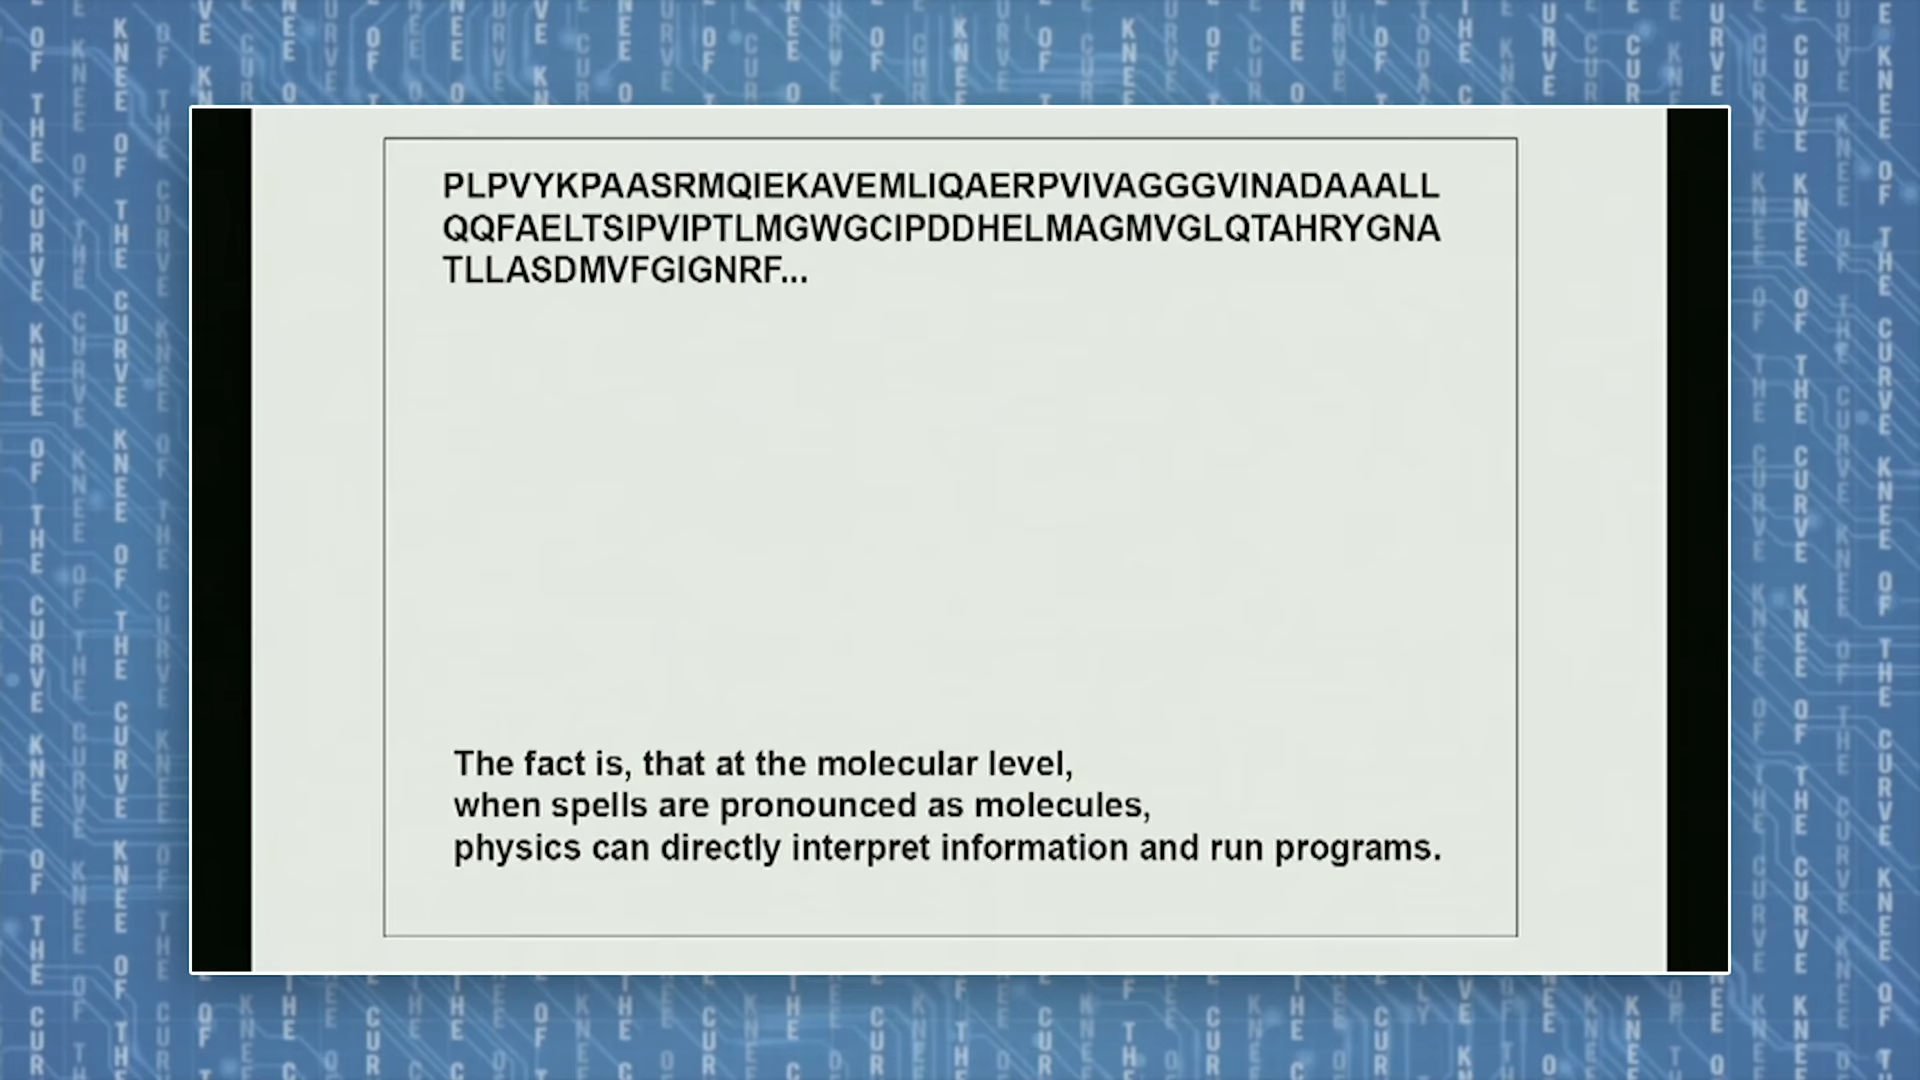 PLPVYKPAASRMQIEKAVEMLIQAERPVIVAGGGVINADAAALL
QQFAELTSIPVIPTLMGWGCIPDDHELMAGMVGLQTAHRYGNA
TLLASDMVFGIGNRF...
The fact is, that at the molecular level,
when spells are pronounced as molecules,
physics can directly interpret information and run programs.